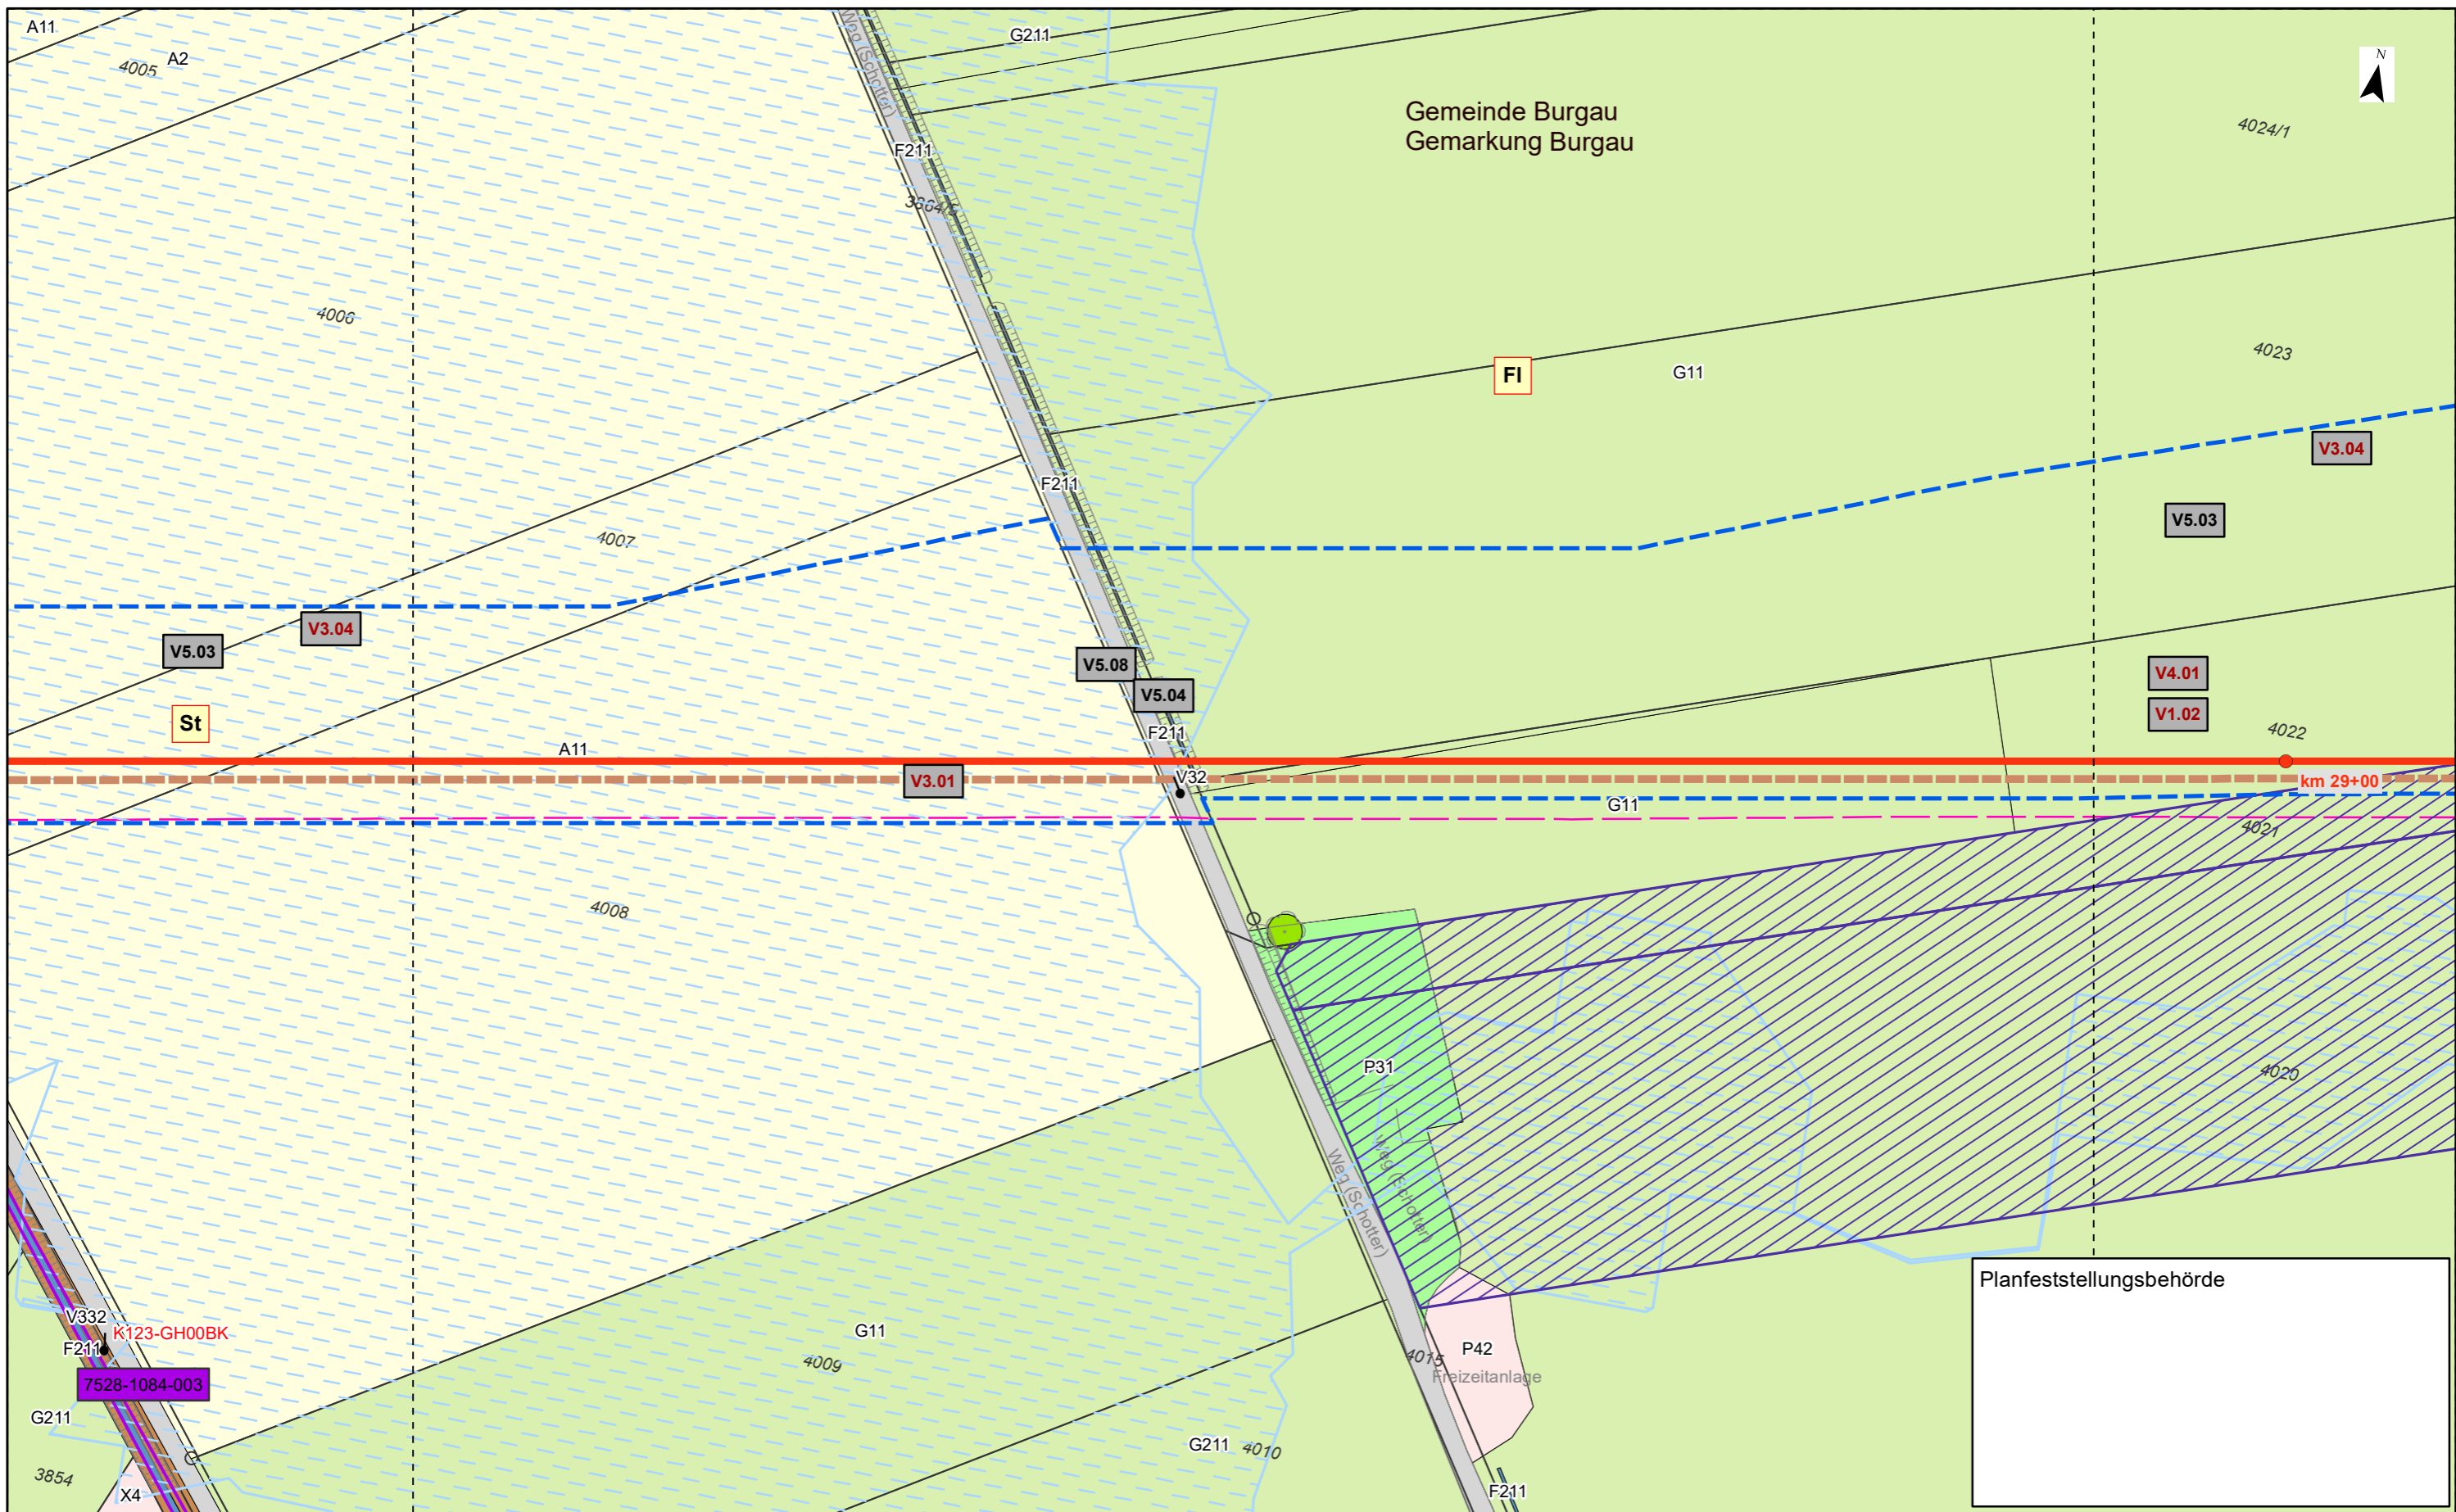 A11
A2
4005
Weg (Schotter)
G211
N
Gemeinde Burgau
Gemarkung Burgau
4024/1
F211
4006
4023
Fl
G11
V3.04
F211
V5.03
4007
V3.04
V5.03
V5.08
V5.04
V4.01
V1.02
St
F211
4022
A11
V32
V3.01
km 29+00
G11
4021
4008
P31
4020
Weg (Schotter)
Weg (Schotter)
Planfeststellungsbehörde
V332
K123-GH00BK
F211
G11
4009
P42
4015
Freizeitanlage
7528-1084-003
G211
G211
4010
3854
X4
F211